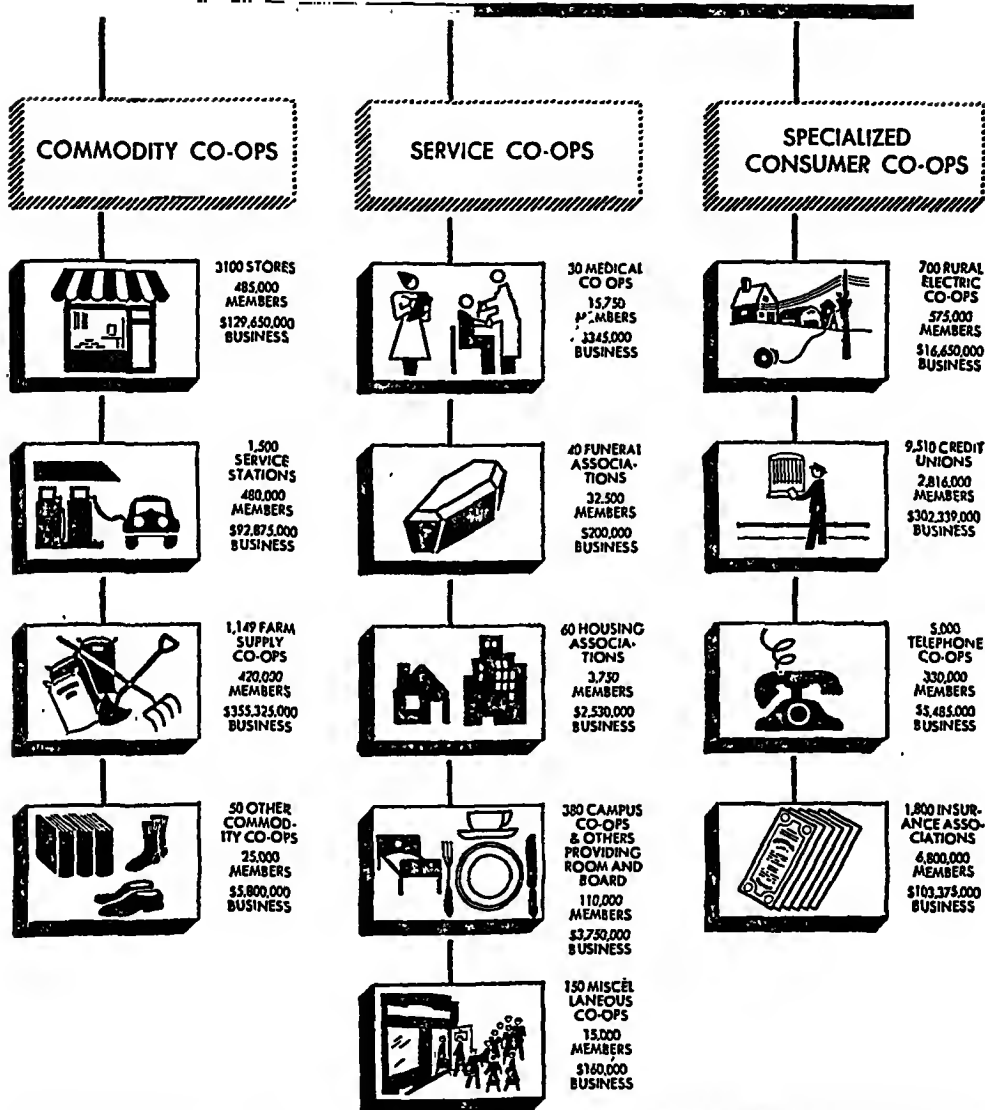 COMMODITY CO-OPS
3100 STORES
485,000
MEMBERS
$129,650,000
BUSINESS
1,500
SERVICE
STATIONS
480,000
MEMBERS
$92,875,000
BUSINESS
1,149 FARM
SUPPLY
CO-OPS
420,000
MEMBERS
$355,325,000
BUSINESS
50 OTHER
COMMOD-
ITY CO-OPS
25,000
MEMBERS
$5,800,000
BUSINESS
SERVICE CO-OPS
30 MEDICAL
CO OPS
15,750
MEMBERS
$345,000
BUSINESS
40 FUNERAL
ASSOCIA-
TIONS
32,500
MEMBERS
$200,000
BUSINESS
60 HOUSING
ASSOCIA-
TIONS
3,750
MEMBERS
$2,530,000
BUSINESS
380 CAMPUS
CO-OPS
& OTHERS
PROVIDING
ROOM AND
BOARD
110,000
MEMBERS
$3,750,000
BUSINESS
150 MISCEL
LANEOUS
CO-OPS
15,000
MEMBERS
$160,000
BUSINESS
SPECIALIZED
CONSUMER CO-OPS
700 RURAL
ELECTRIC
CO-OPS
575,000
MEMBERS
$16,650,000
BUSINESS
9,510 CREDIT
UNIONS
2,816,000
MEMBERS
$302,339,000
BUSINESS
5,000
TELEPHONE
CO-OPS
330,000
MEMBERS
$5,485,000
BUSINESS
1,800 INSUR-
ANCE ASSO-
CIATIONS
6,800,000
MEMBERS
$103,375,000
BUSINESS